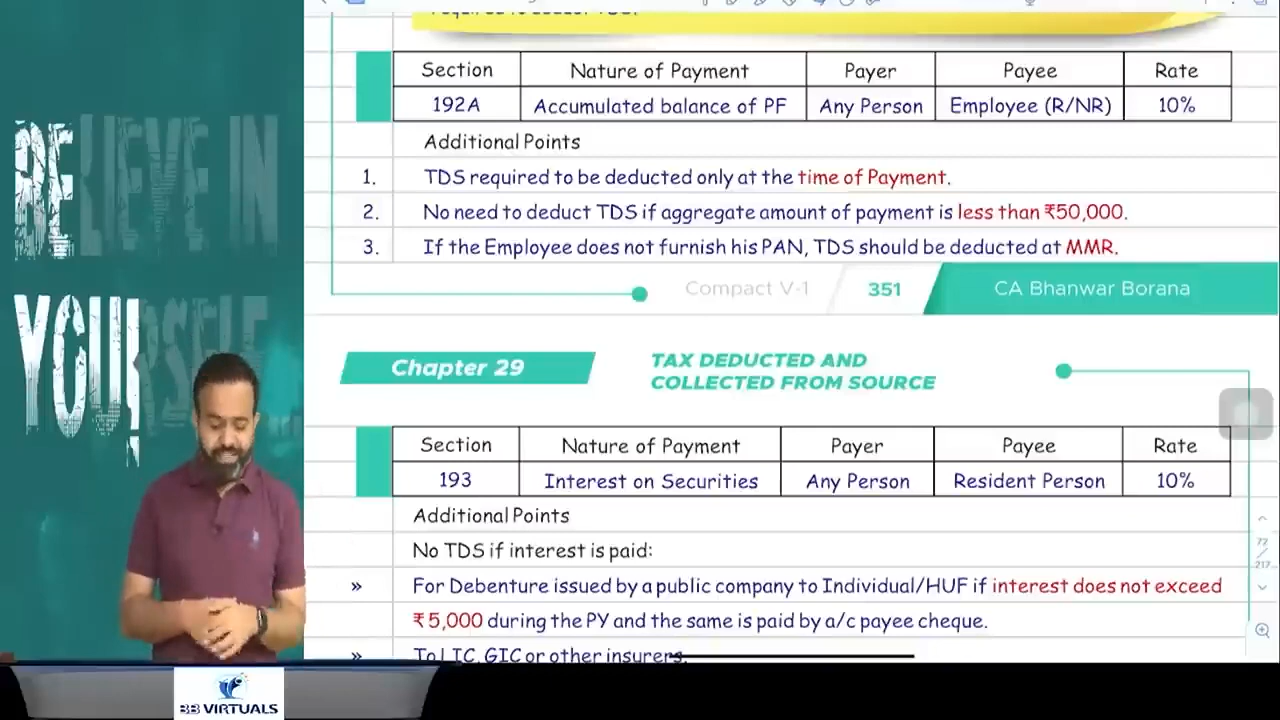 BELIEVE IN
YOURSELF
Section Nature of Payment Payer Payee Rate
192A Accumulated balance of PF Any Person Employee (R/NR) 10%
Additional Points
1. TDS required to be deducted only at the time of Payment.
2. No need to deduct TDS if aggregate amount of payment is less than ₹50,000.
3. If the Employee does not furnish his PAN, TDS should be deducted at MMR.
Compact V-1 351 CA Bhanwar Borana
Chapter 29
TAX DEDUCTED AND
COLLECTED FROM SOURCE
Section Nature of Payment Payer Payee Rate
193 Interest on Securities Any Person Resident Person 10%
Additional Points
No TDS if interest is paid:
» For Debenture issued by a public company to Individual/HUF if interest does not exceed
₹5,000 during the PY and the same is paid by a/c payee cheque.
» To LIC, GIC or other insurers.
72
217
BB VIRTUALS